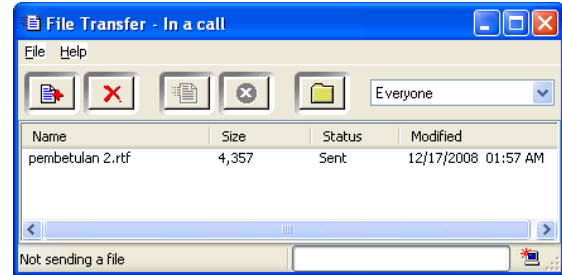 File Transfer - In a call
File Help
Everyone
Name Size Status Modified
pembetulan 2.rtf 4,357 Sent 12/17/2008 01:57 AM
Not sending a file